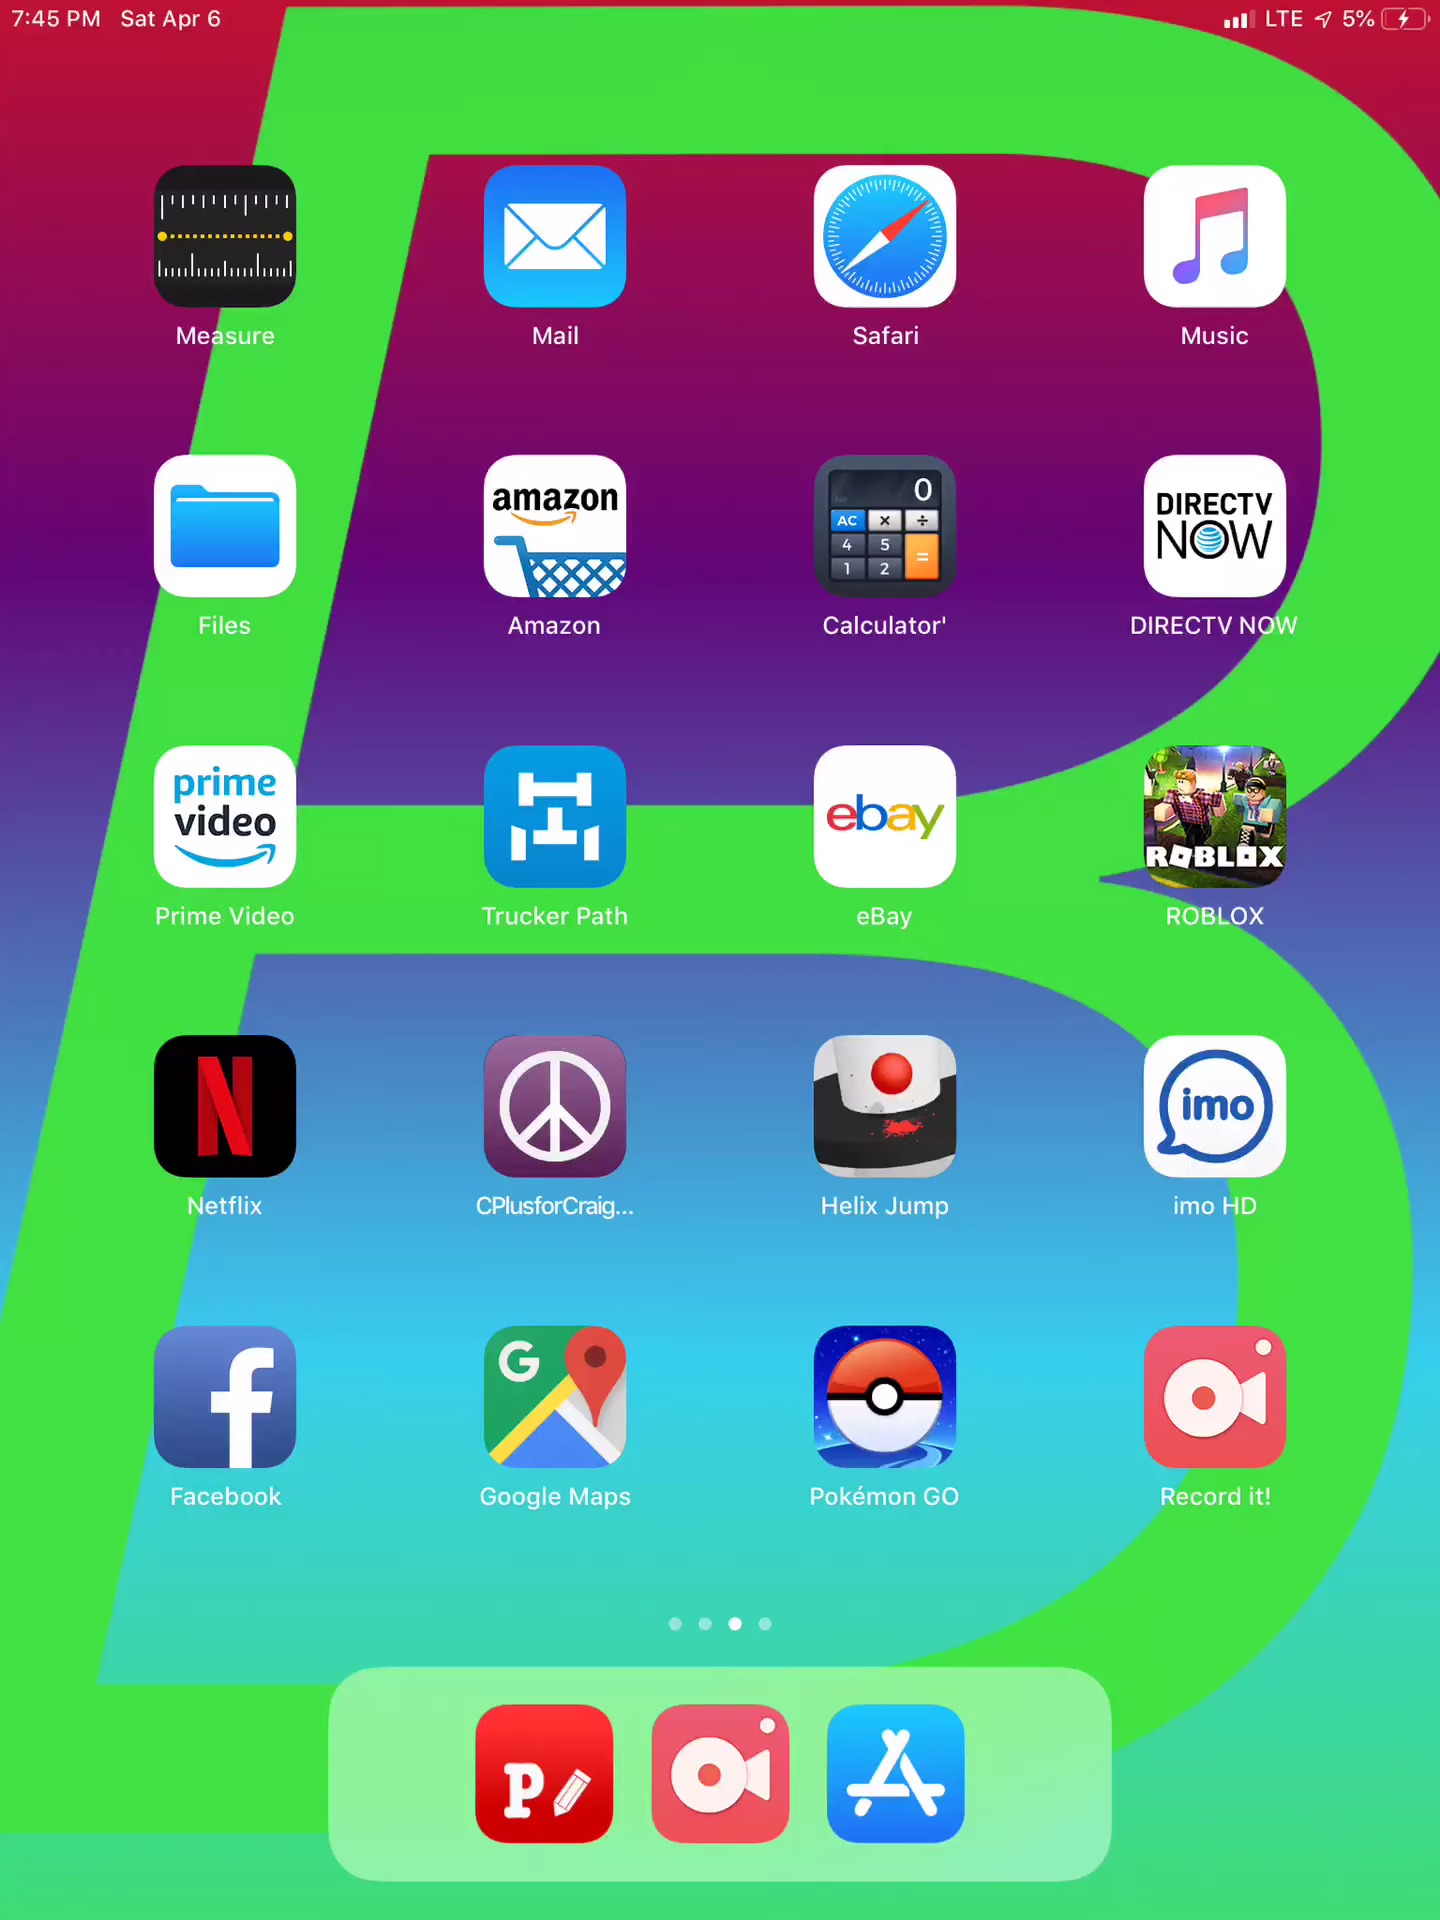 7:45 PM Sat Apr 6 LTE 5%
Measure Mail Safari Music
amazon
0
AC × ÷
4 5 =
1 2
DIRECTV
NOW
Files Amazon Calculator' DIRECTV NOW
prime
video
ebay
ROBLOX
Prime Video Trucker Path eBay ROBLOX
N
imo
Netflix CPlusforCraig... Helix Jump imo HD
f
G
Facebook Google Maps Pokémon GO Record it!
P
B